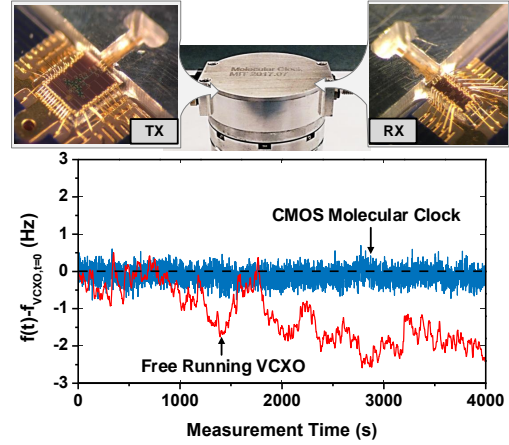 Molecular Clock
MIT 2017.07
TX
RX
3
2
1
0
-1
-2
-3
f(t)-f_VCXO,t=0 (Hz)
CMOS Molecular Clock
Free Running VCXO
0 1000 2000 3000 4000
Measurement Time (s)